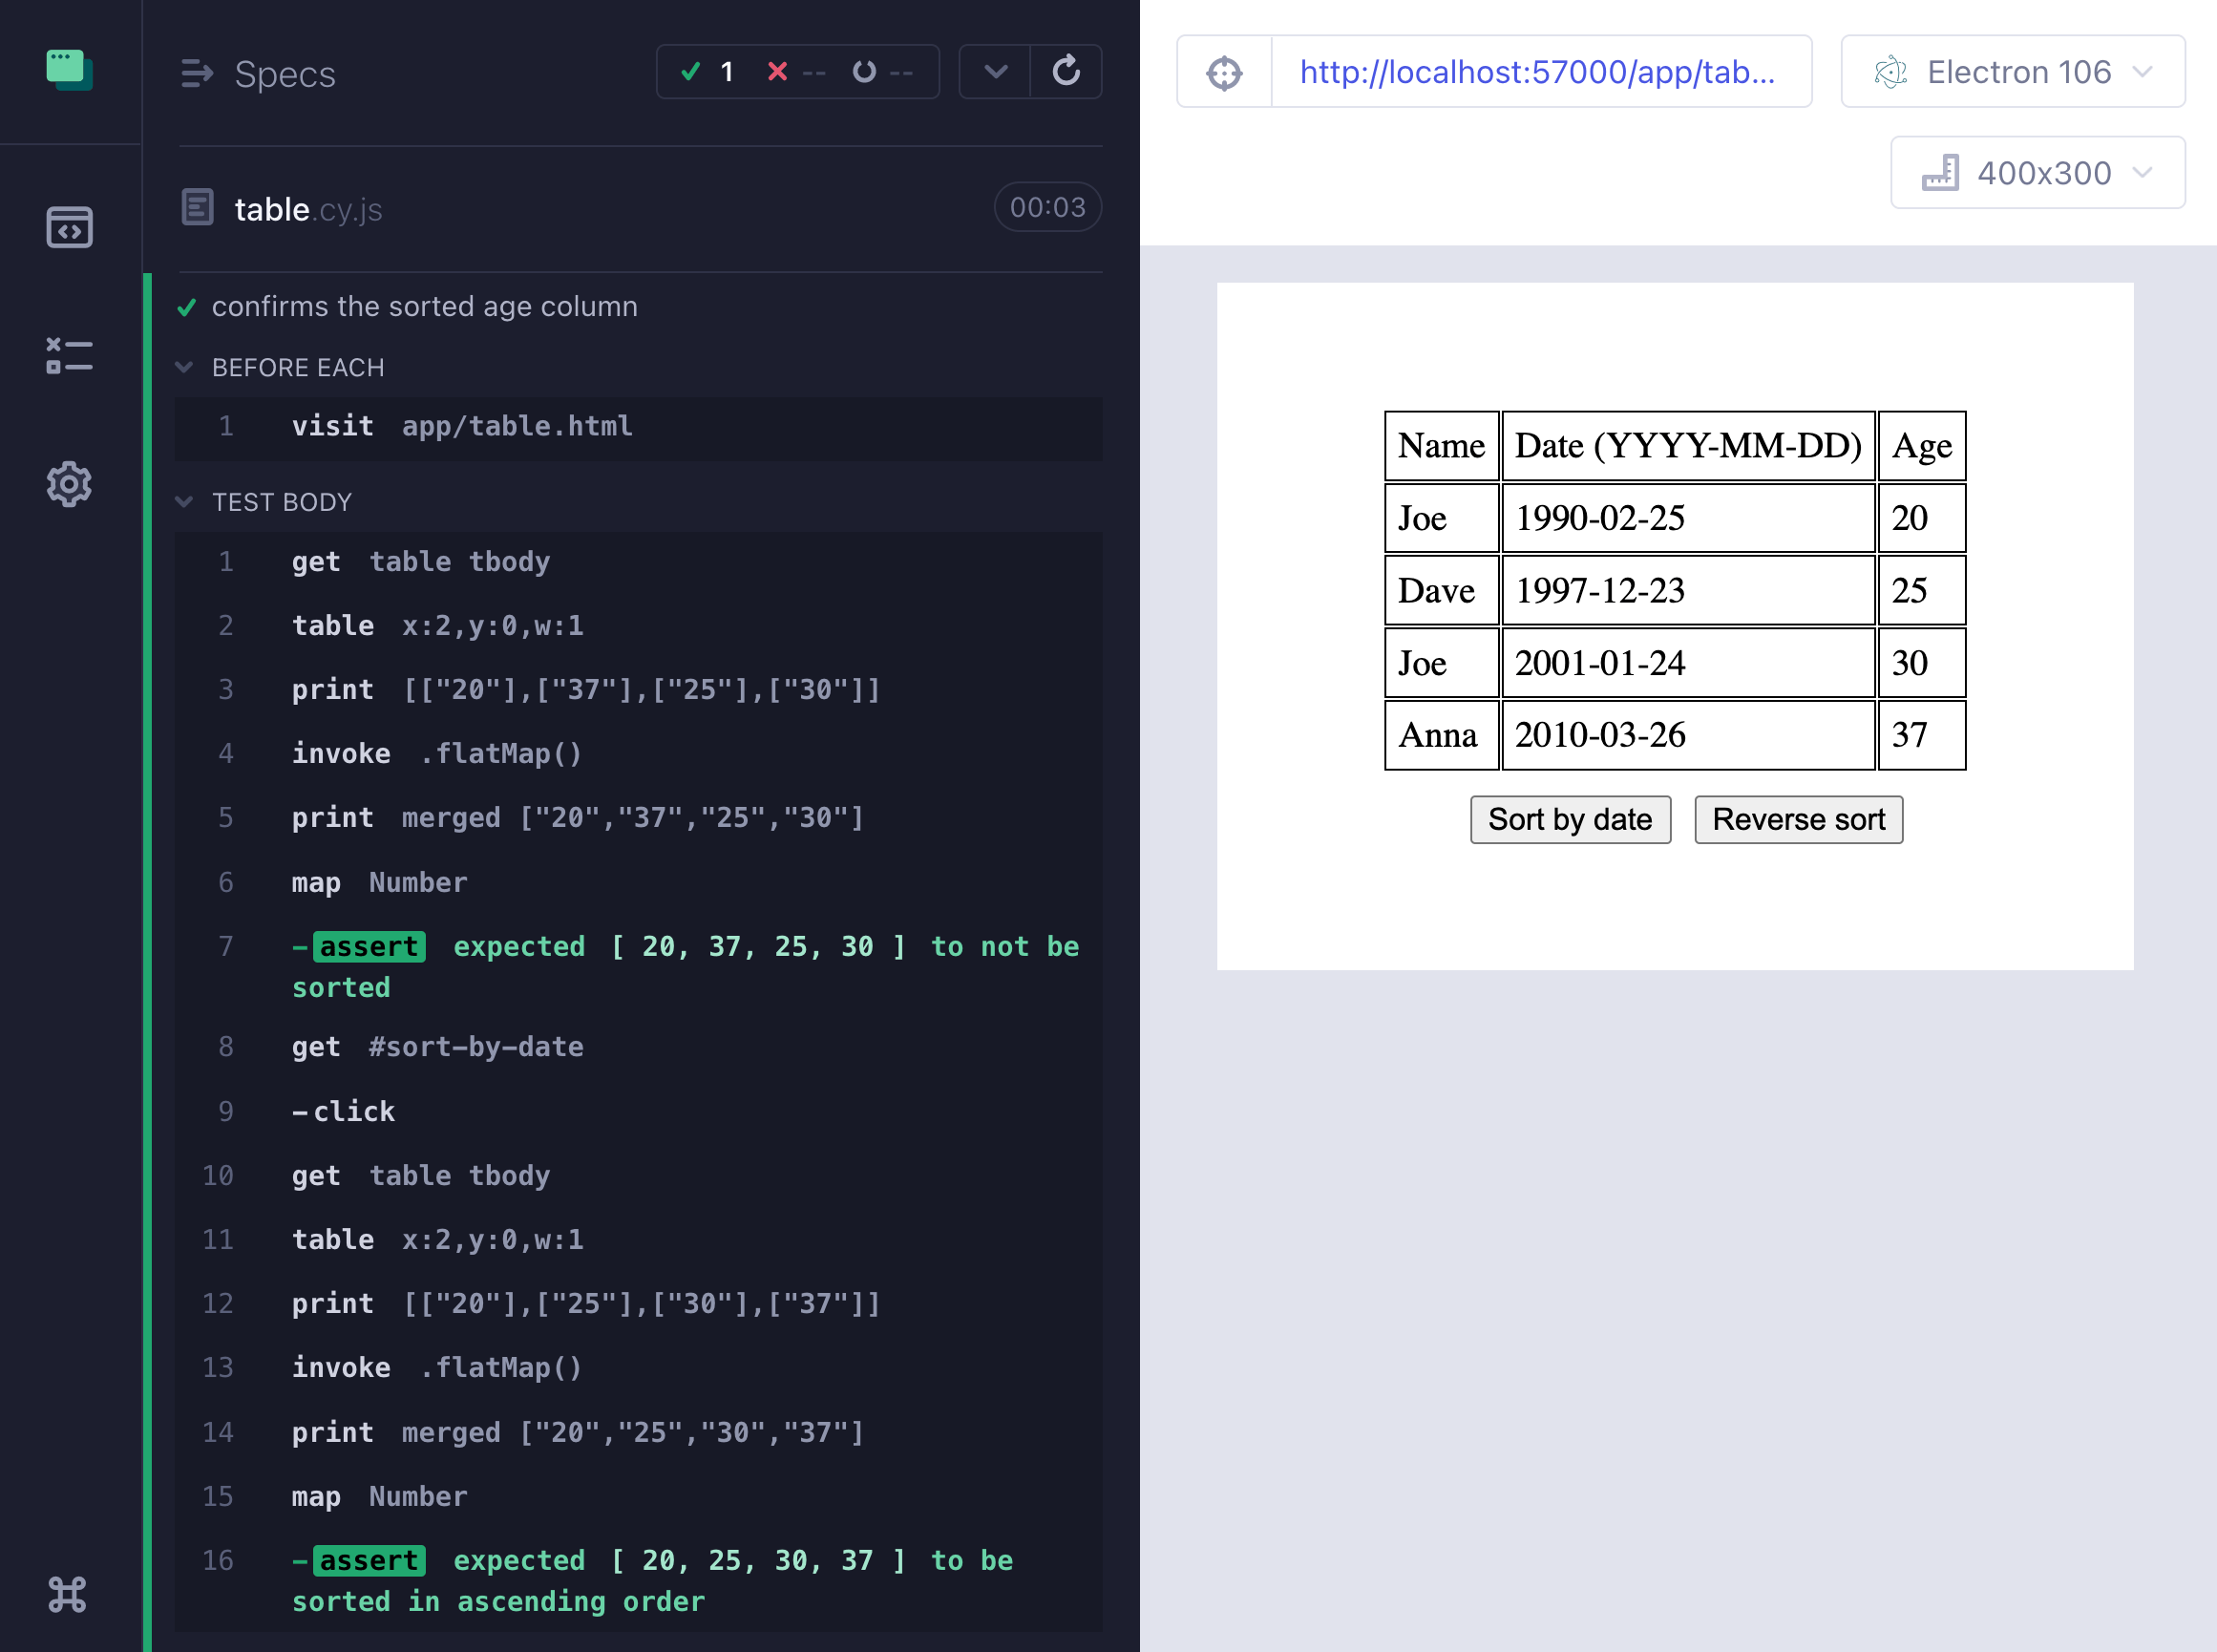 Specs
1 -- --
table.cy.js 00:03
confirms the sorted age column
BEFORE EACH
1 visit app/table.html
TEST BODY
1 get table tbody
2 table x:2,y:0,w:1
3 print [["20"],["37"],["25"],["30"]]
4 invoke .flatMap()
5 print merged ["20","37","25","30"]
6 map Number
7 -assert expected [ 20, 37, 25, 30 ] to not be
sorted
8 get #sort-by-date
9 -click
10 get table tbody
11 table x:2,y:0,w:1
12 print [["20"],["25"],["30"],["37"]]
13 invoke .flatMap()
14 print merged ["20","25","30","37"]
15 map Number
16 -assert expected [ 20, 25, 30, 37 ] to be
sorted in ascending order
http://localhost:57000/app/tab...
Electron 106
400x300
Name Date (YYYY-MM-DD) Age
Joe 1990-02-25 20
Dave 1997-12-23 25
Joe 2001-01-24 30
Anna 2010-03-26 37
Sort by date Reverse sort